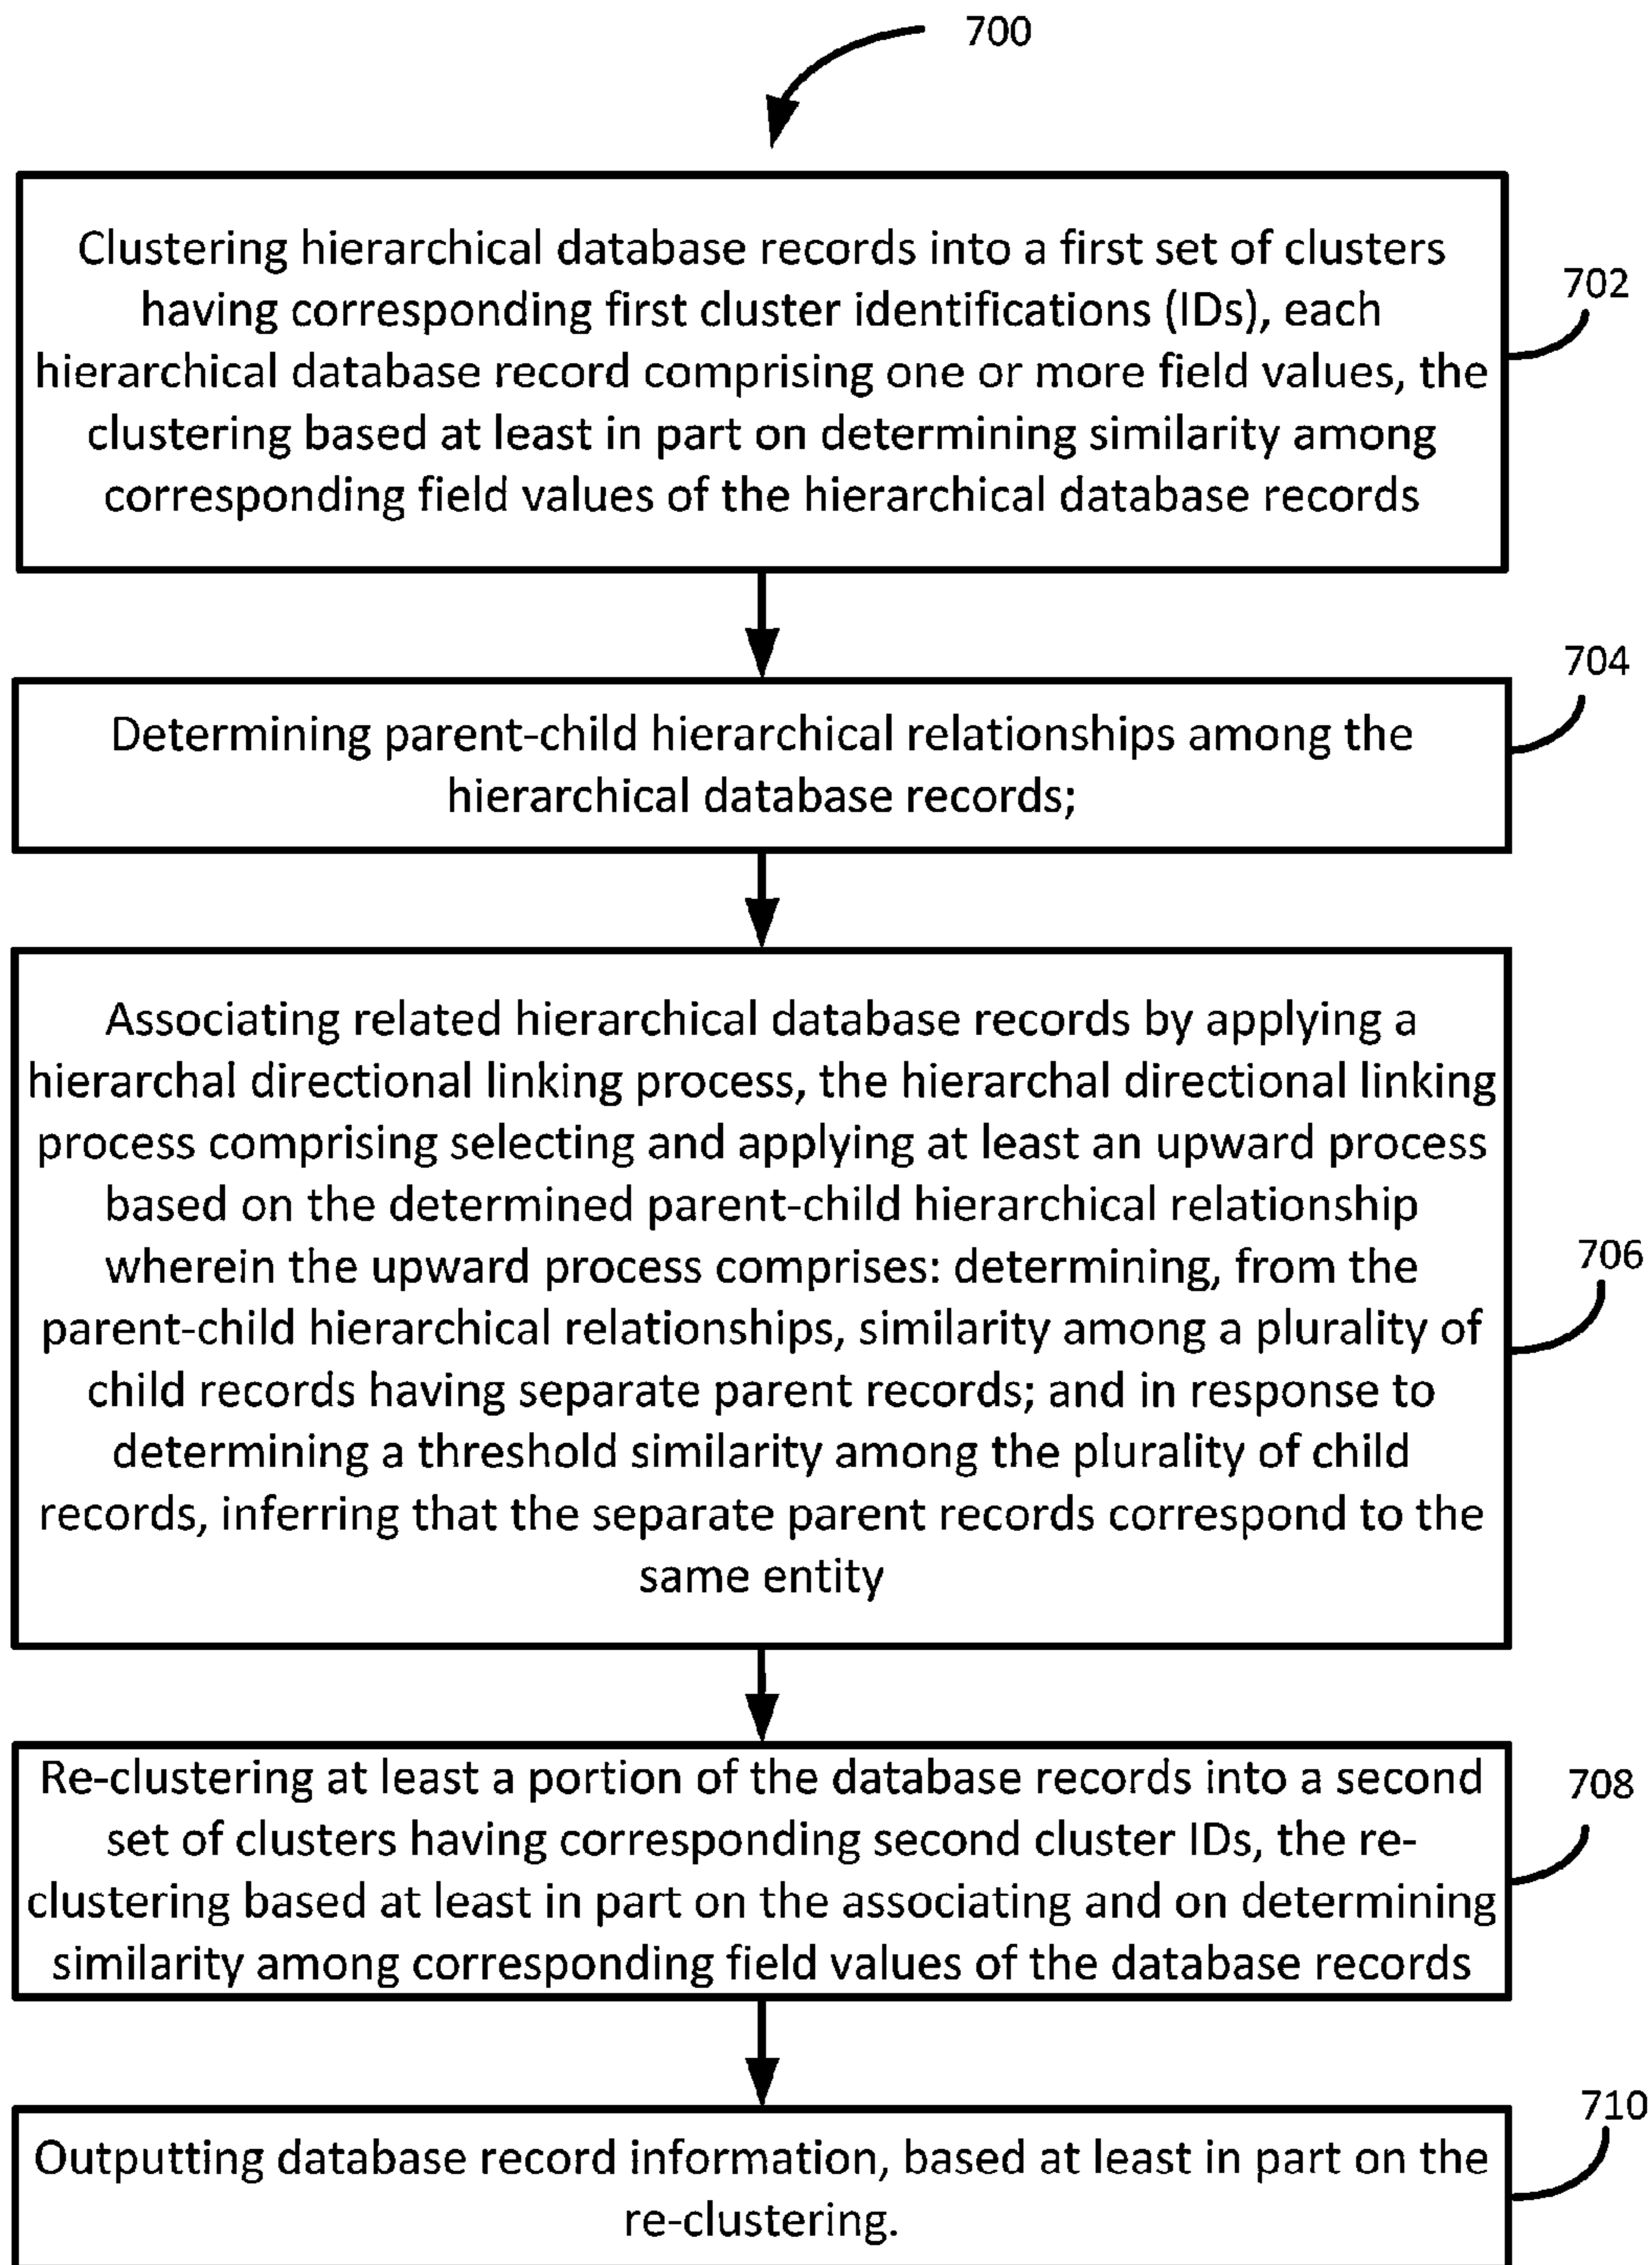 700
Clustering hierarchical database records into a first set of clusters
having corresponding first cluster identifications (IDs), each
hierarchical database record comprising one or more field values, the
clustering based at least in part on determining similarity among
corresponding field values of the hierarchical database records
702
Determining parent-child hierarchical relationships among the
hierarchical database records;
704
Associating related hierarchical database records by applying a
hierarchal directional linking process, the hierarchal directional linking
process comprising selecting and applying at least an upward process
based on the determined parent-child hierarchical relationship
wherein the upward process comprises: determining, from the
parent-child hierarchical relationships, similarity among a plurality of
child records having separate parent records; and in response to
determining a threshold similarity among the plurality of child
records, inferring that the separate parent records correspond to the
same entity
706
Re-clustering at least a portion of the database records into a second
set of clusters having corresponding second cluster IDs, the re-
clustering based at least in part on the associating and on determining
similarity among corresponding field values of the database records
708
Outputting database record information, based at least in part on the
re-clustering.
710